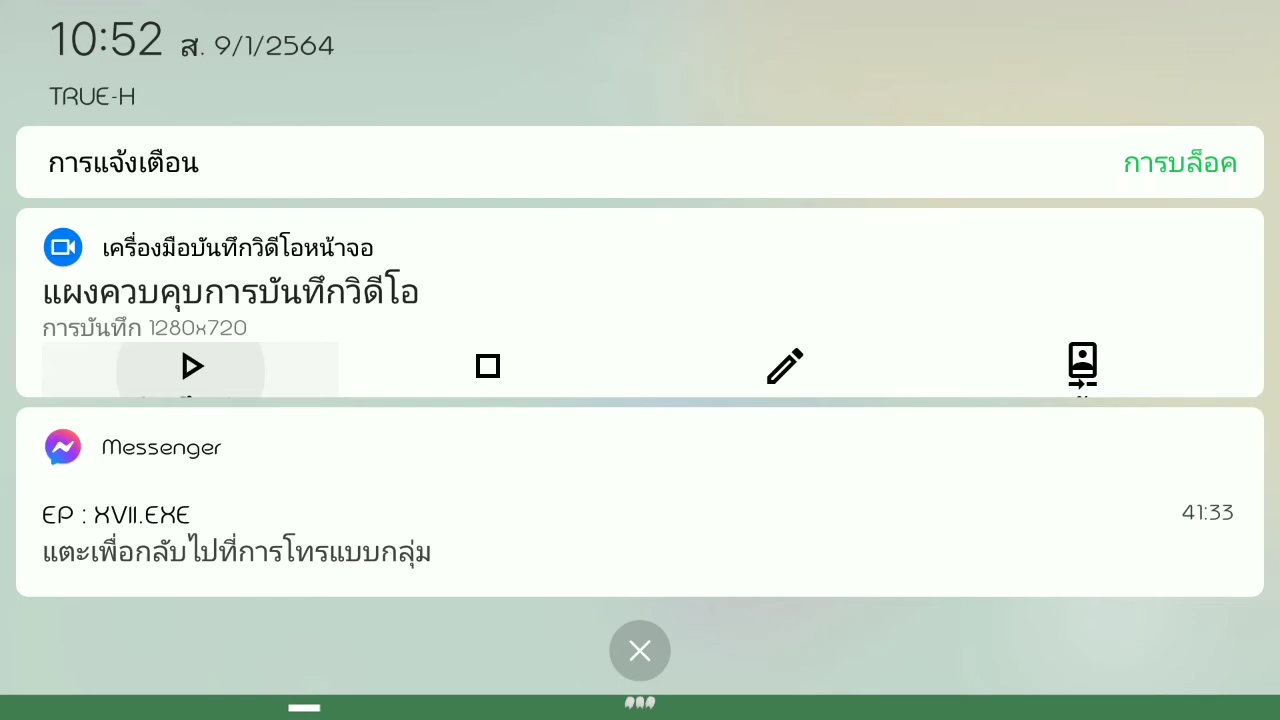 10:52 ส. 9/1/2564
TRUE-H
การแจ้งเตือน การบล็อค
เครื่องมือบันทึกวิดีโอหน้าจอ
แผงควบคุบการบันทึกวิดีโอ
การบันทึก 1280x720
Messenger
EP : XVII.EXE 41:33
แตะเพื่อกลับไปที่การโทรแบบกลุ่ม